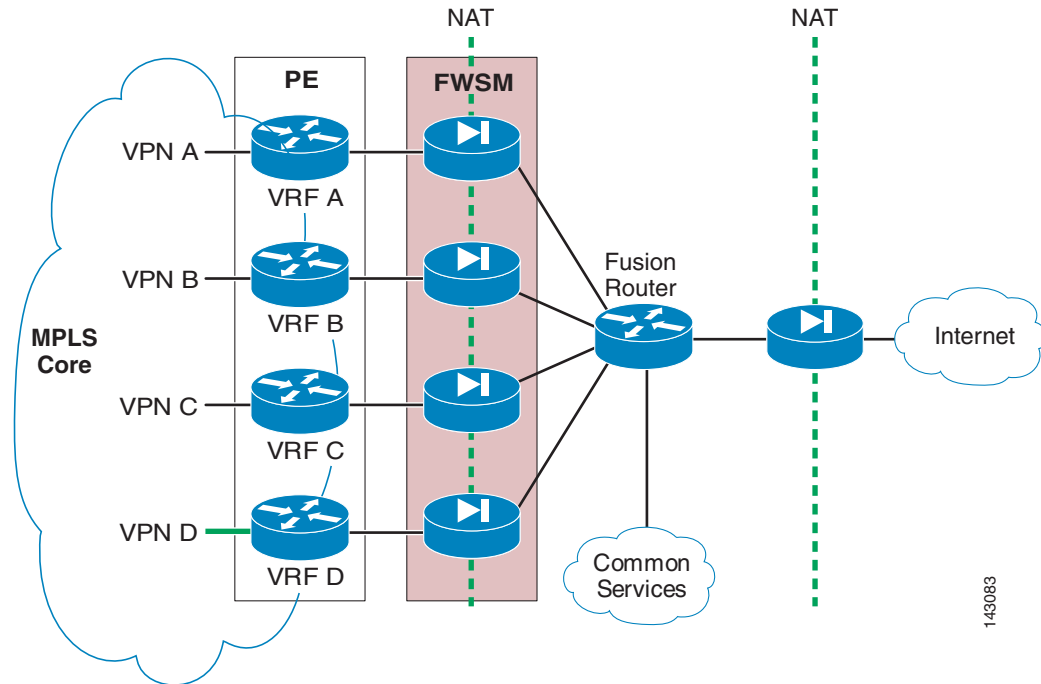 NAT
NAT
PE
FWSM
VPN A
VRF A
VPN B
VRF B
Fusion
Router
MPLS
Core
Internet
VPN C
VRF C
VPN D
VRF D
Common
Services
143083